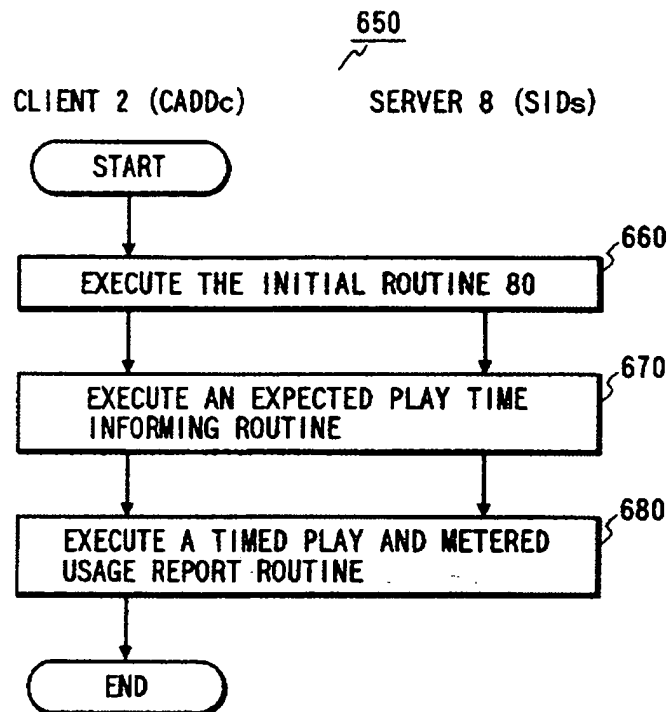 650
CLIENT 2 (CADDc) SERVER 8 (SIDs)
START
660
EXECUTE THE INITIAL ROUTINE 80
670
EXECUTE AN EXPECTED PLAY TIME
INFORMING ROUTINE
680
EXECUTE A TIMED PLAY AND METERED
USAGE REPORT ROUTINE
END